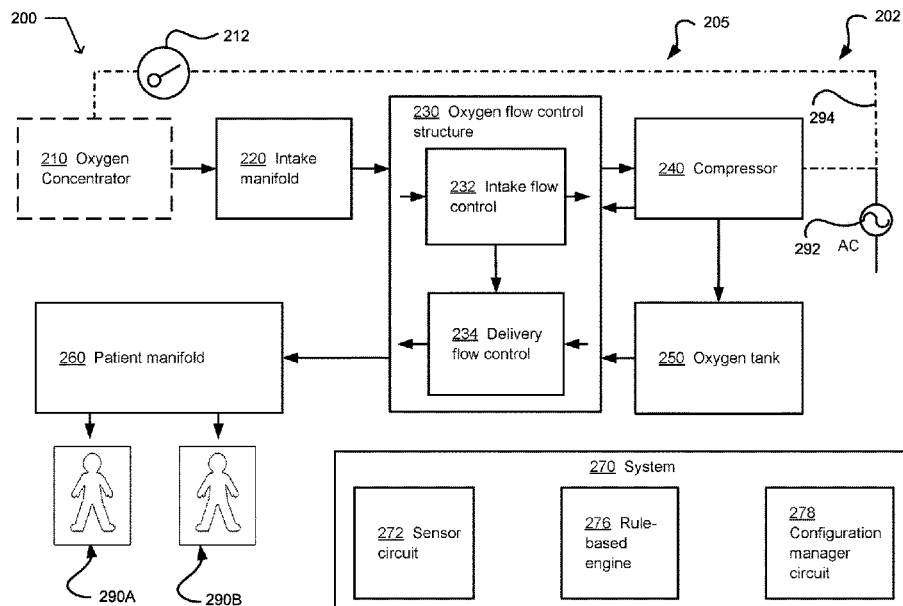 200
212
205
202
230 Oxygen flow control
structure
294
210 Oxygen
Concentrator
220 Intake
manifold
232 Intake flow
control
240 Compressor
292
AC
260 Patient manifold
234 Delivery
flow control
250 Oxygen tank
270 System
272 Sensor
circuit
276 Rule-
based
engine
278
Configuration
manager
circuit
290A
290B